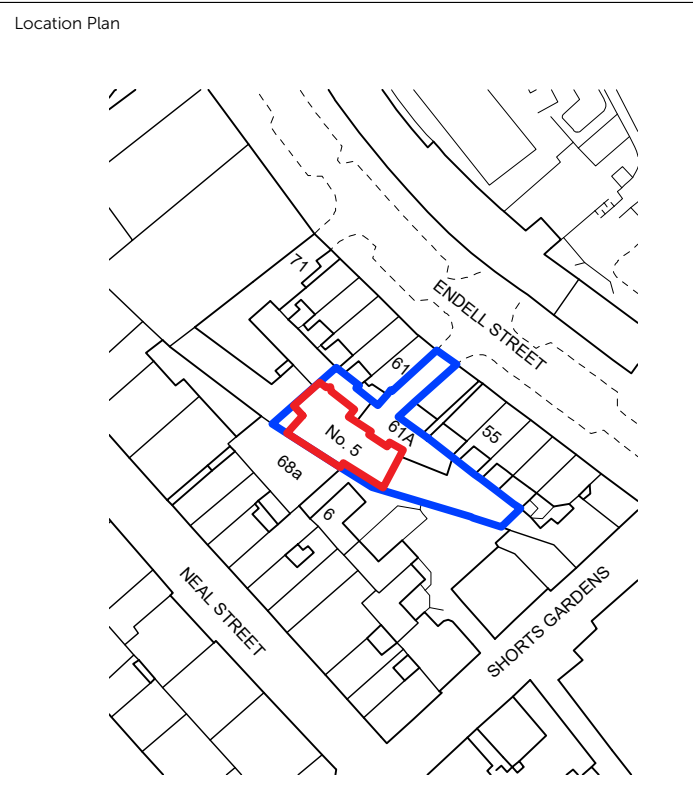 Location Plan
71
ENDELL STREET
61
61A
55
No. 5
68a
6
NEAL STREET
SHORTS GARDENS